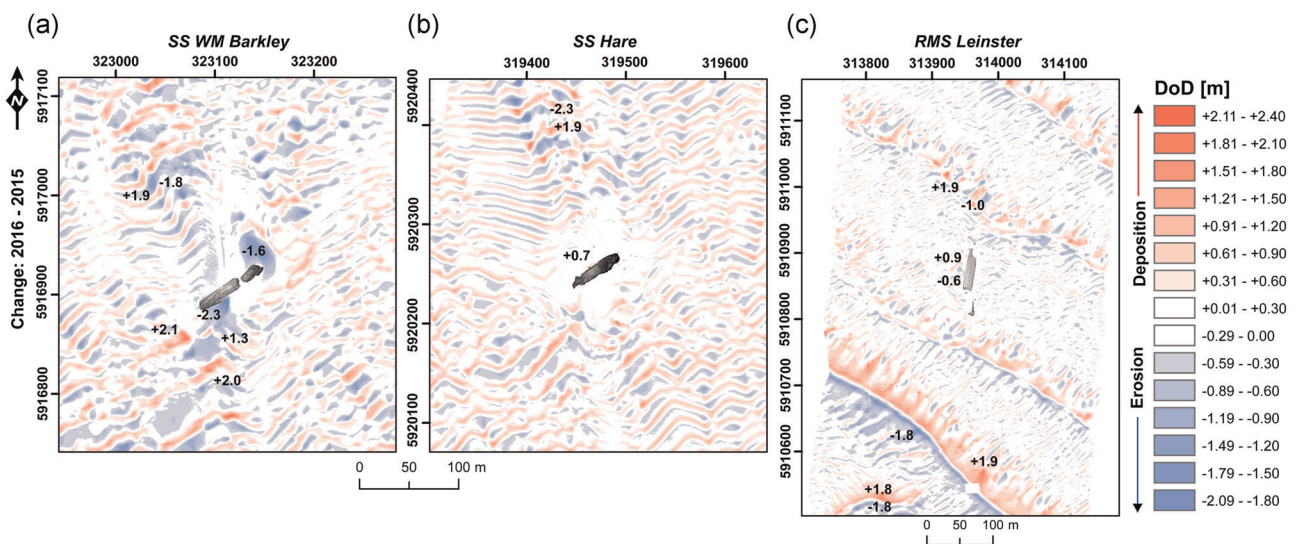 (a)
SS WM Barkley
323000 323100 323200
N
Change: 2016 - 2015
5917100
5917000
5916900
5916800
-1.8
+1.9
-1.6
-2.3
+2.1
+1.3
+2.0
(b)
SS Hare
319400 319500 319600
5920400
5920300
5920200
5920100
-2.3
+1.9
+0.7
0 50 100 m
(c)
RMS Leinster
313800 313900 314000 314100
5911100
5911000
5910900
5910800
5910700
5910600
+1.9
-1.0
+0.9
-0.6
-1.8
+1.9
+1.8
-1.8
0 50 100 m
DoD [m]
Deposition
Erosion
+2.11 - +2.40
+1.81 - +2.10
+1.51 - +1.80
+1.21 - +1.50
+0.91 - +1.20
+0.61 - +0.90
+0.31 - +0.60
+0.01 - +0.30
-0.29 - 0.00
-0.59 - -0.30
-0.89 - -0.60
-1.19 - -0.90
-1.49 - -1.20
-1.79 - -1.50
-2.09 - -1.80